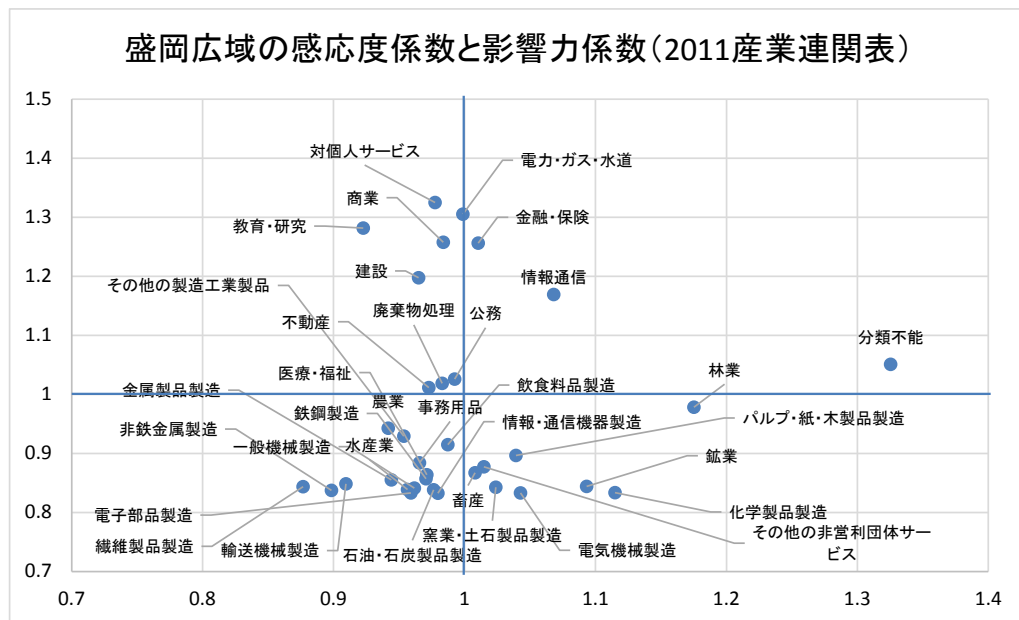 盛岡広域の感応度係数と影響力係数（2011産業連関表）
1.5
1.4
1.3
1.2
1.1
1
0.9
0.8
0.7
0.7
0.8
0.9
1
1.1
1.2
1.3
1.4
対個人サービス
電力・ガス・水道
商業
金融・保険
教育・研究
建設
情報通信
その他の製造工業製品
廃棄物処理
公務
不動産
分類不能
医療・福祉
林業
金属製品製造
農業
飲食料品製造
鉄鋼製造
事務用品
情報・通信機器製造
パルプ・紙・木製品製造
非鉄金属製造
一般機械製造
水産業
鉱業
畜産
化学製品製造
電子部品製造
窯業・土石製品製造
その他の非営利団体サー
ビス
繊維製品製造
輸送機械製造
石油・石炭製品製造
電気機械製造